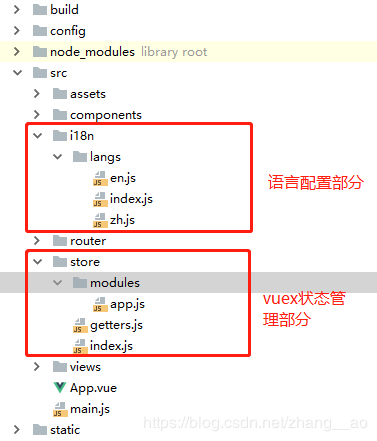 build
config
node_modules library root
src
assets
components
i18n
langs
en.js
index.js
zh.js
语言配置部分
router
store
modules
app.js
getters.js
index.js
vuex状态管
理部分
views
App.vue
main.js
static
https://blog.csdn.net/zhang__ao